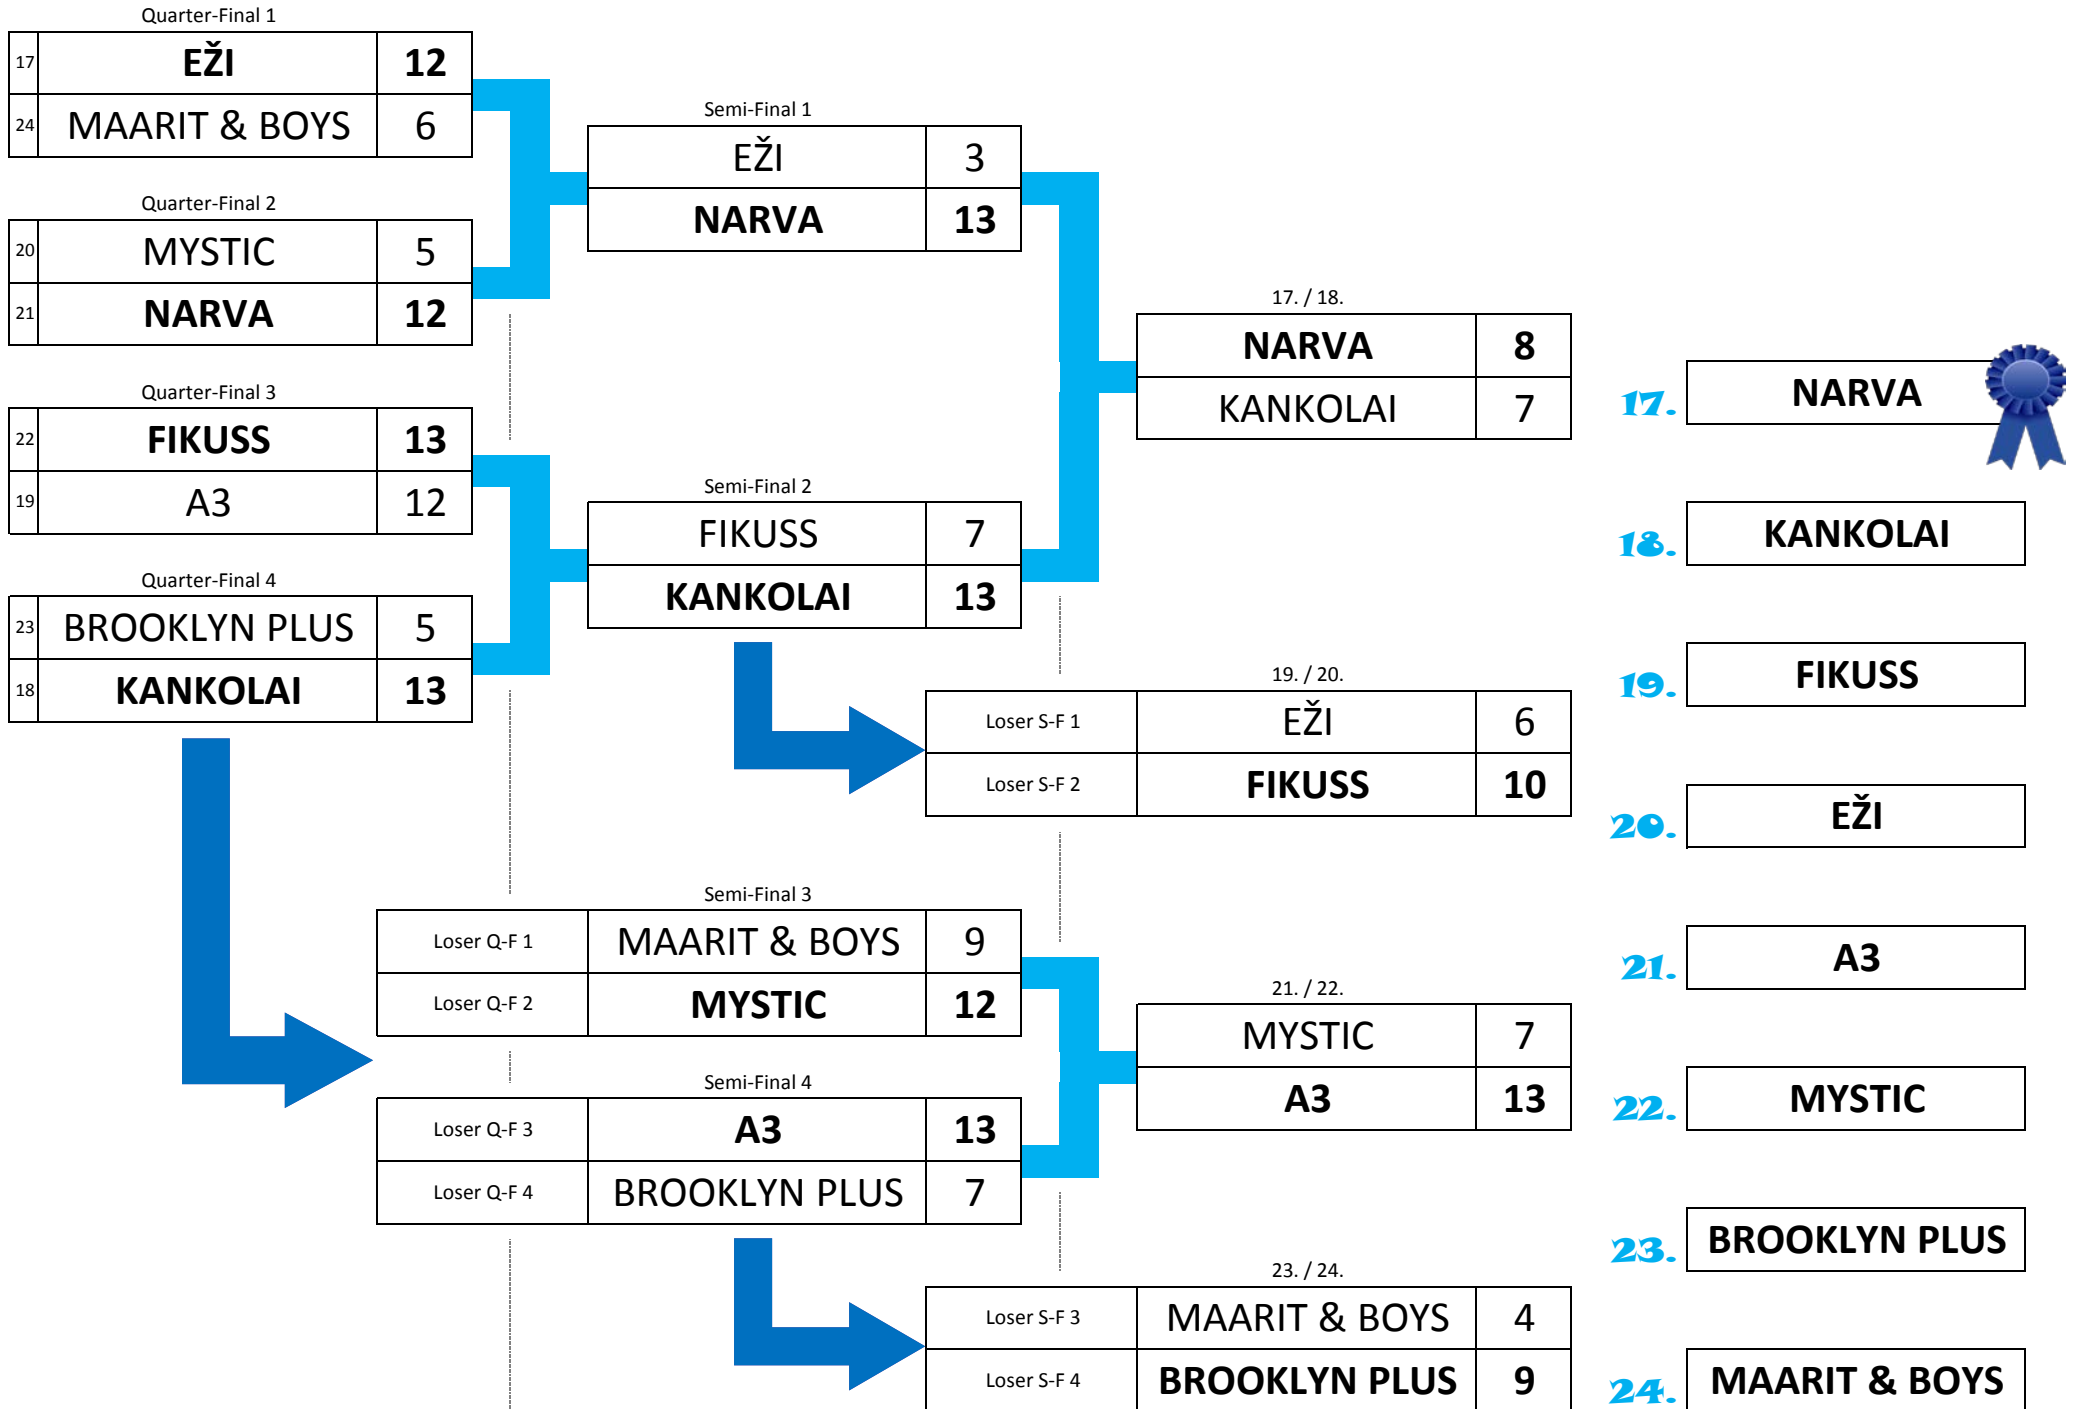 Quarter-Final 1
17 EŽI 12
24 MAARIT & BOYS 6
Quarter-Final 2
20 MYSTIC 5
21 NARVA 12
Quarter-Final 3
22 FIKUSS 13
19 A3 12
Quarter-Final 4
23 BROOKLYN PLUS 5
18 KANKOLAI 13
Semi-Final 1
EŽI 3
NARVA 13
Semi-Final 2
FIKUSS 7
KANKOLAI 13
17. / 18.
NARVA 8
KANKOLAI 7
19. / 20.
Loser S-F 1 EŽI 6
Loser S-F 2 FIKUSS 10
Semi-Final 3
Loser Q-F 1 MAARIT & BOYS 9
Loser Q-F 2 MYSTIC 12
Semi-Final 4
Loser Q-F 3 A3 13
Loser Q-F 4 BROOKLYN PLUS 7
21. / 22.
MYSTIC 7
A3 13
23. / 24.
Loser S-F 3 MAARIT & BOYS 4
Loser S-F 4 BROOKLYN PLUS 9
17. NARVA
18. KANKOLAI
19. FIKUSS
20. EŽI
21. A3
22. MYSTIC
23. BROOKLYN PLUS
24. MAARIT & BOYS